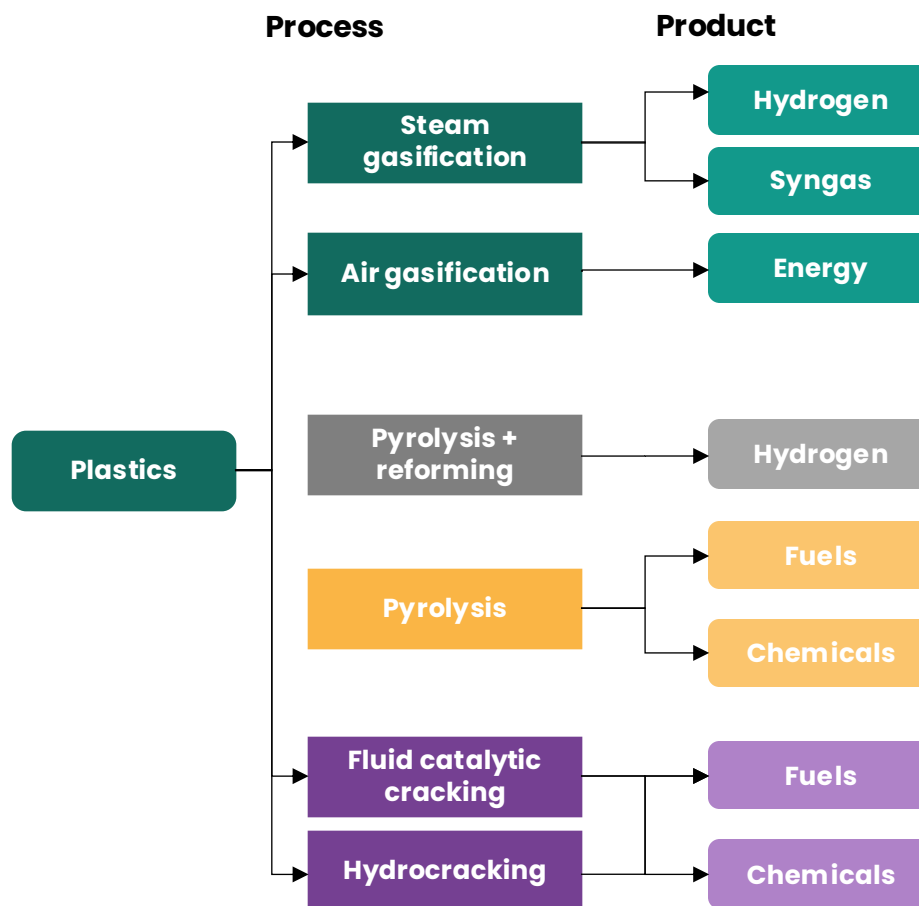 Process
Product
Steam
gasification
Hydrogen
Syngas
Air gasification
Energy
Plastics
Pyrolysis +
reforming
Hydrogen
Pyrolysis
Fuels
Chemicals
Fluid catalytic
cracking
Fuels
Hydrocracking
Chemicals